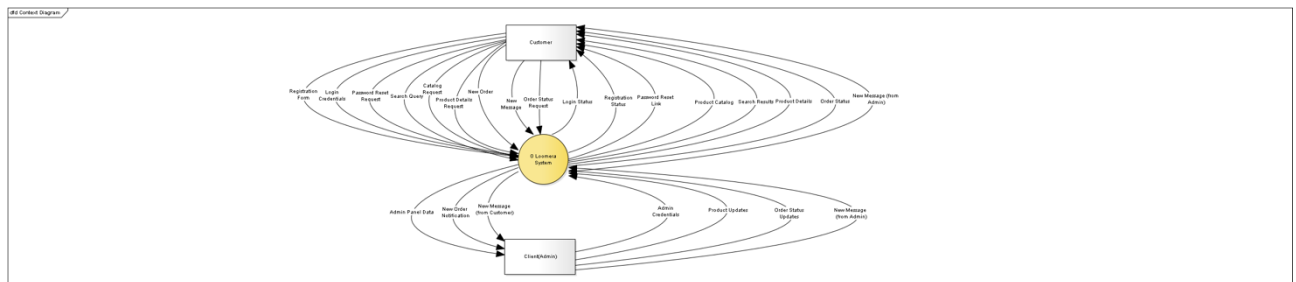 dfd Context Diagram
Customer
Registration
Form
Login
Credentials
Password Reset
Request
Search Query
Catalog
Request
Product Details
Request
New Order
New
Message
Order Status
Request
Login Status
Registration
Status
Password Reset
Link
Product Catalog
Search Results
Product Details
Order Status
New Message (from
Admin)
System
Admin Panel Data
New Order
Notification
New Message
(from Customer)
Admin
Credentials
Product Updates
Order Status
Updates
New Message
(from Admin)
Client(Admin)